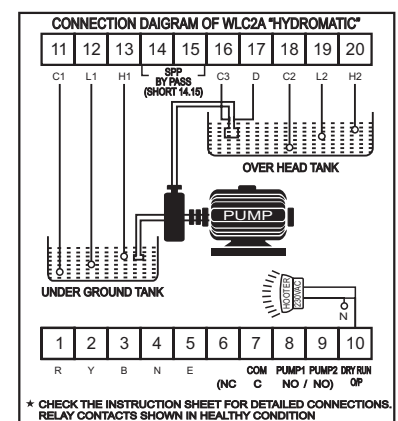 CONNECTION DAIGRAM OF WLC2A "HYDROMATIC"
11 12 13 14 15 16 17 18 19 20
C1 L1 H1 SPP C3 D C2 L2 H2
BY PASS
(SHORT 14.15)
OVER HEAD TANK
PUMP
UNDER GROUND TANK
HOOTER
230VAC
N
1 2 3 4 5 6 7 8 9 10
R Y B N E COM PUMP1 PUMP2 DRY RUN
(NC C NO / NO) O/P
* CHECK THE INSTRUCTION SHEET FOR DETAILED CONNECTIONS.
RELAY CONTACTS SHOWN IN HEALTHY CONDITION